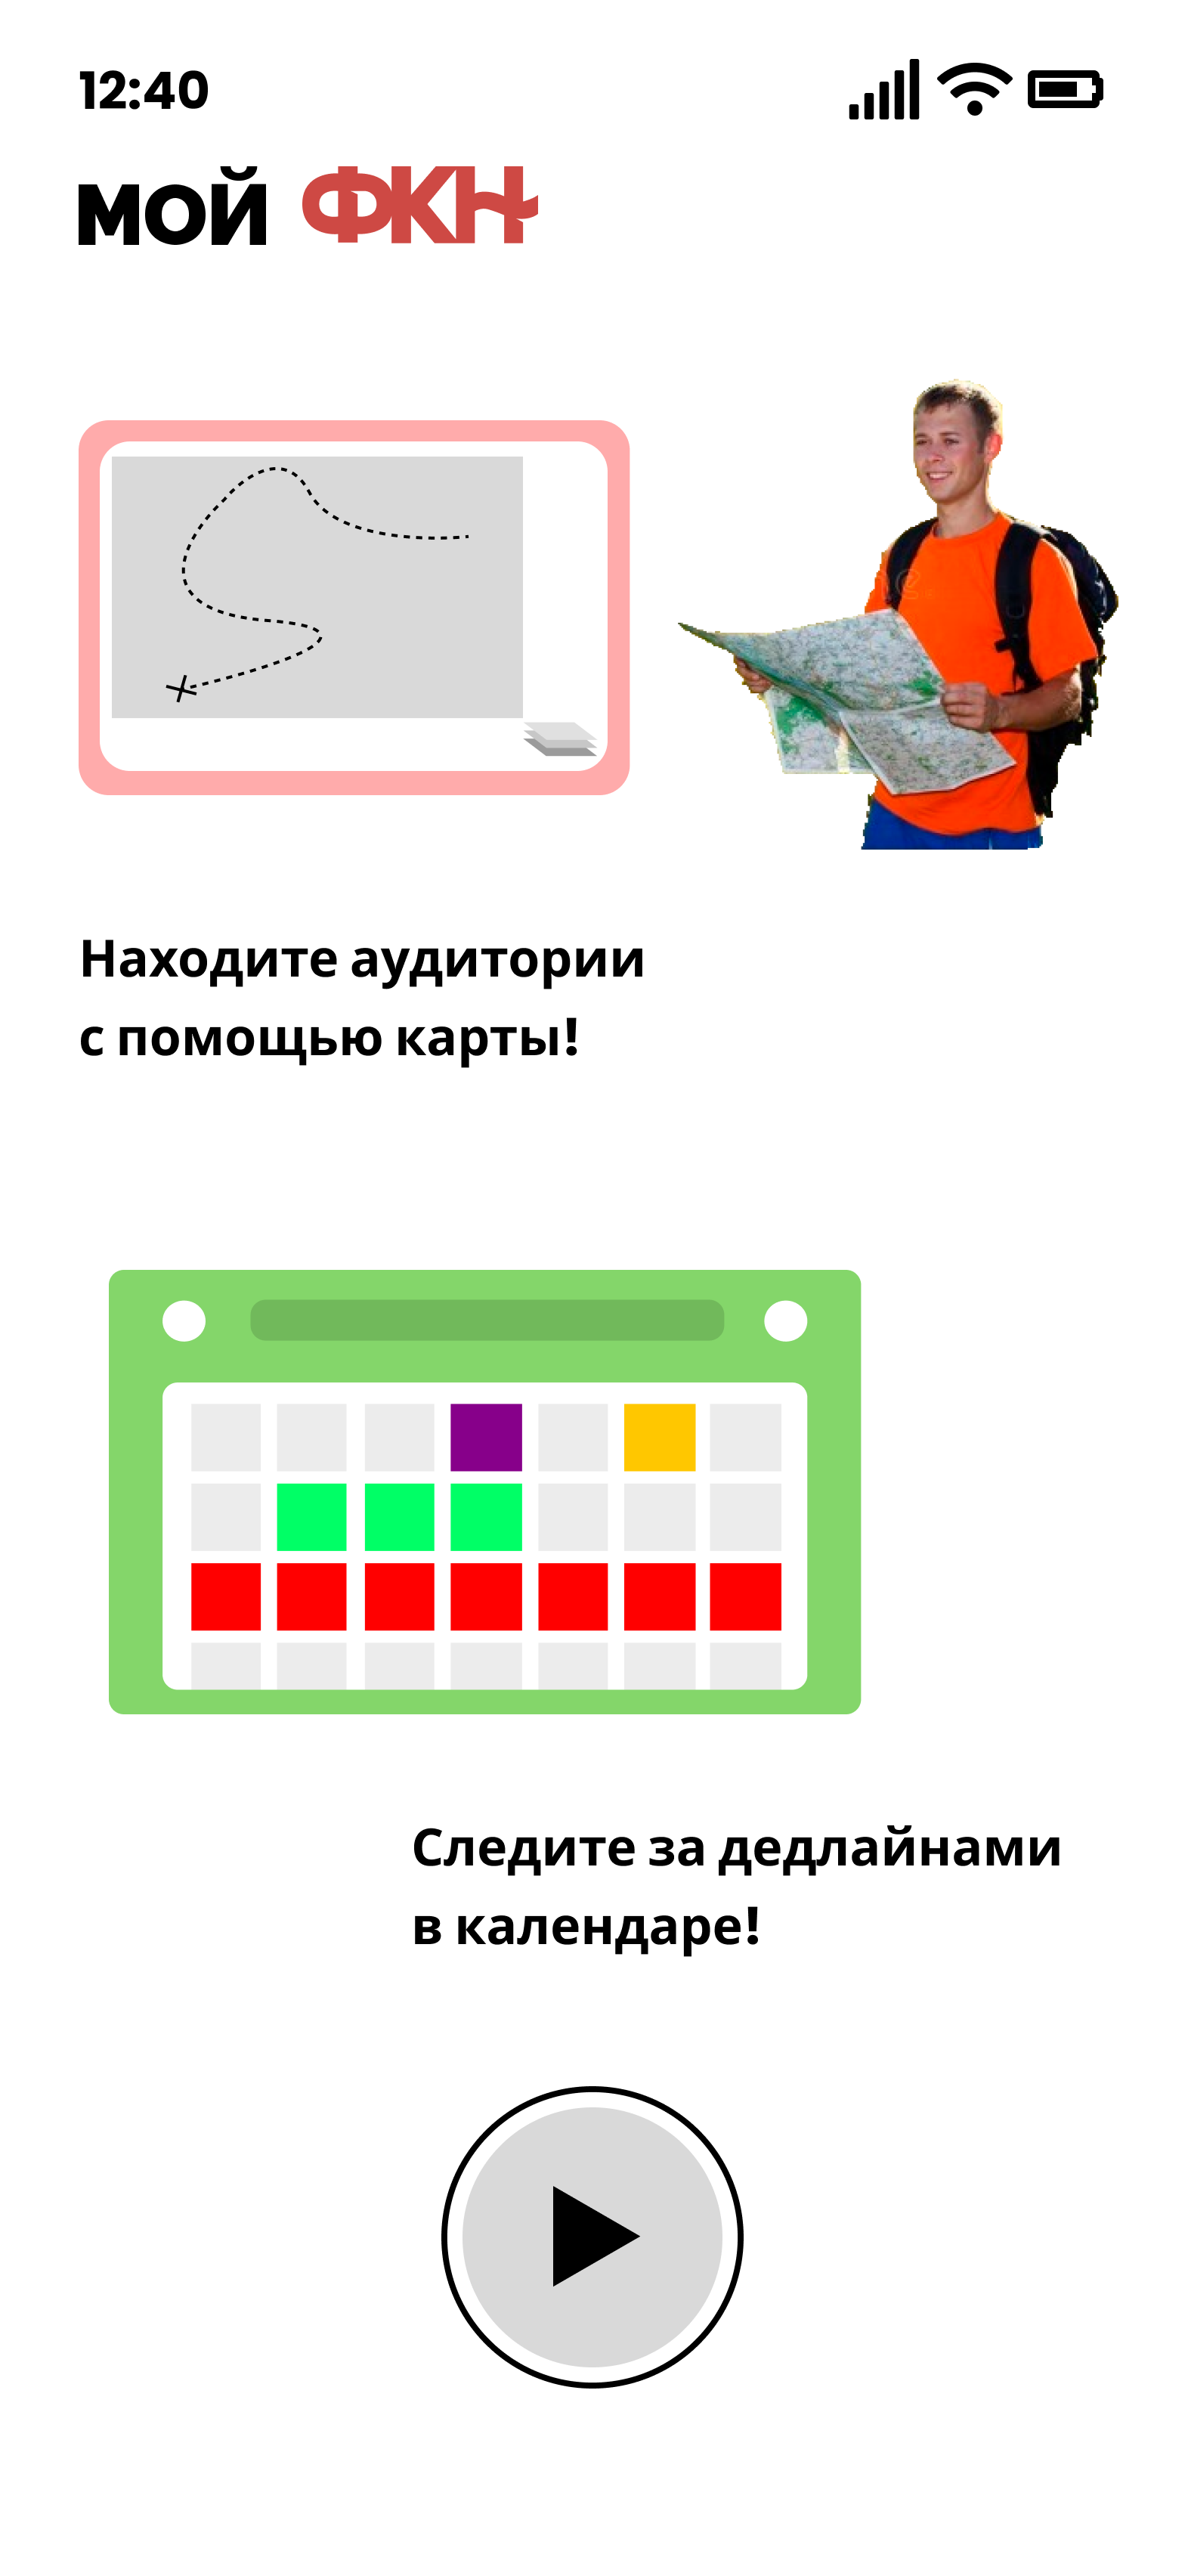 12:40
МОЙ ФКН
Находите аудитории
с помощью карты!
Следите за дедлайнами
в календаре!